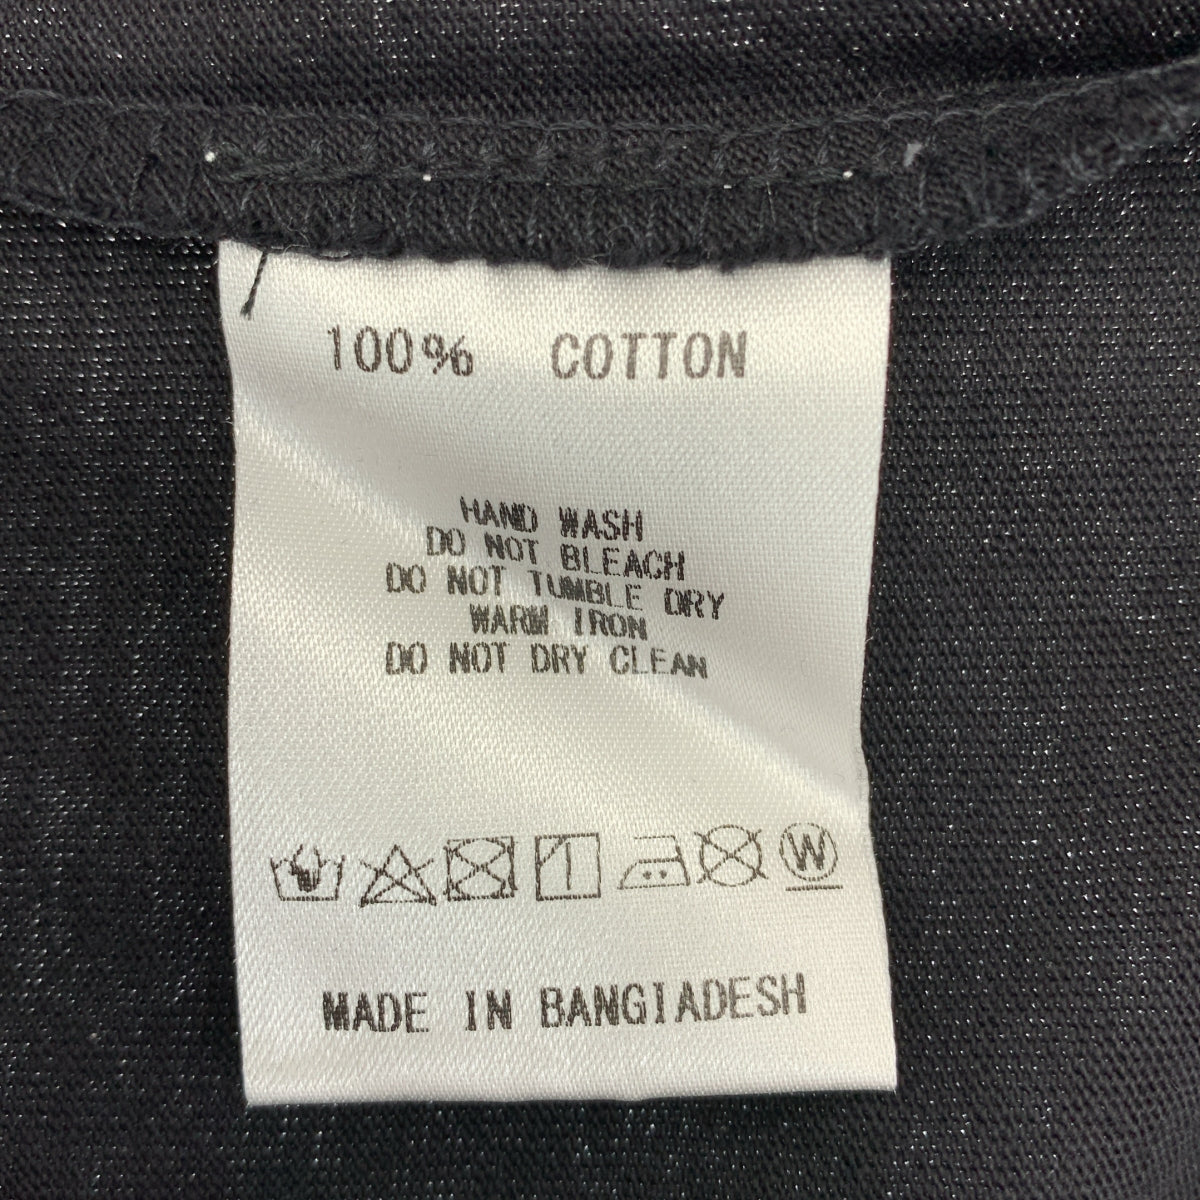 100% COTTON
HAND WASH
DO NOT BLEACH
DO NOT TUMBLE DRY
WARM IRON
DO NOT DRY CLEAN
W
MADE IN BANGIADESH